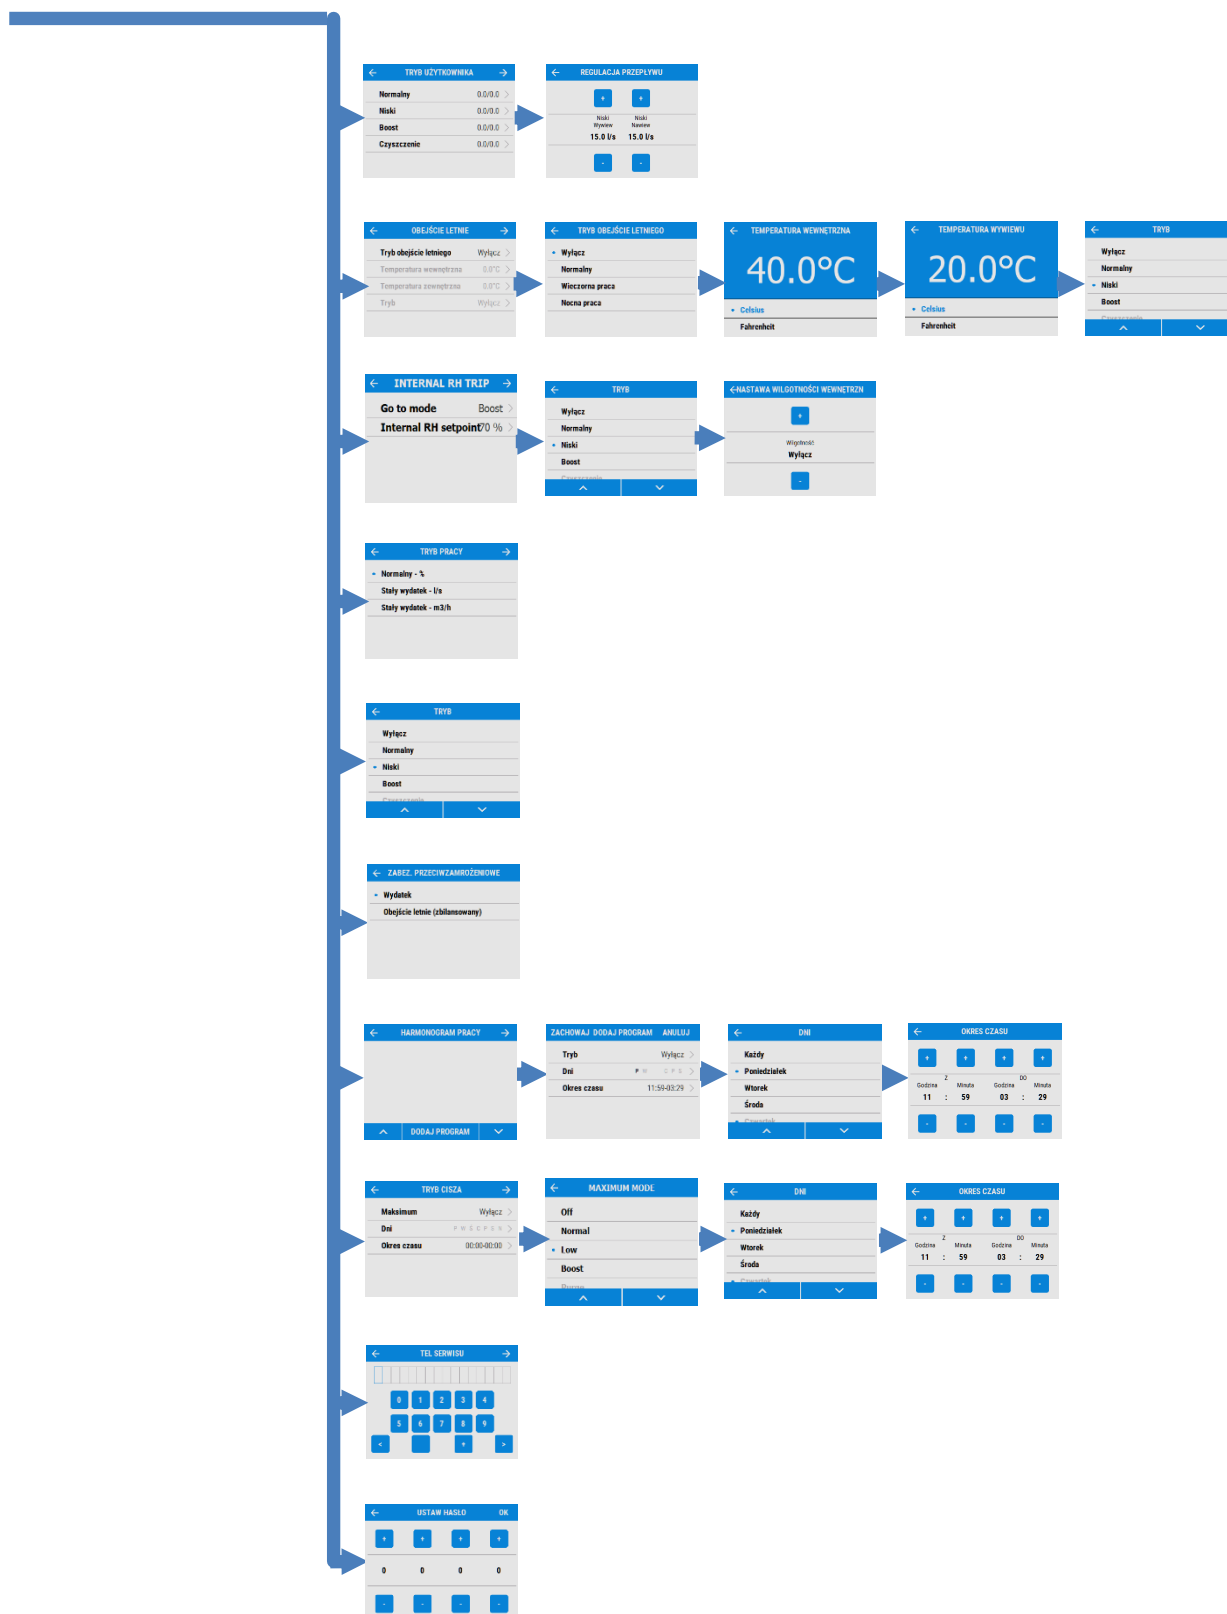 TRYB UŻYTKOWNIKA
Normalny 0.0/0.0
Niski 0.0/0.0
Boost 0.0/0.0
Czyszczenie 0.0/0.0
REGULACJA PRZEPŁYWU
+ +
Niski Niski
Wywiew Nawiew
15.0 l/s 15.0 l/s
- -
OBEJŚCIE LETNIE
Tryb obejście letniego Wyłącz
Temperatura wewnętrzna 0.0°C
Temperatura zewnętrzna 0.0°C
Tryb Wyłącz
TRYB OBEJŚCIE LETNIEGO
Wyłącz
Normalny
Wieczorna praca
Nocna praca
TEMPERATURA WEWNĘTRZNA
40.0°C
Celsius
Fahrenheit
TEMPERATURA WYWIEWU
20.0°C
Celsius
Fahrenheit
TRYB
Wyłącz
Normalny
Niski
Boost
Czyszczenie
INTERNAL RH TRIP
Go to mode Boost
Internal RH setpoint 70 %
TRYB
Wyłącz
Normalny
Niski
Boost
Czyszczenie
NASTAWA WILGOTNOŚCI WEWNĘTRZN
+
Wilgotność
Wyłącz
-
TRYB PRACY
Normalny - %
Stały wydatek - l/s
Stały wydatek - m3/h
TRYB
Wyłącz
Normalny
Niski
Boost
Czyszczenie
ZABEZ. PRZECIWZAMROŻENIOWE
Wydatek
Obejście letnie (zbilansowany)
HARMONOGRAM PRACY
DODAJ PROGRAM
ZACHOWAJ DODAJ PROGRAM ANULUJ
Tryb Wyłącz
Dni P W C P S
Okres czasu 11:59-03:29
DNI
Każdy
Poniedziałek
Wtorek
Środa
Czwartek
OKRES CZASU
+ + + +
Z DO
Godzina Minuta Godzina Minuta
11 : 59 03 : 29
- - - -
TRYB CISZA
Maksimum Wyłącz
Dni P W Ś C P S N
Okres czasu 00:00-00:00
MAXIMUM MODE
Off
Normal
Low
Boost
Purge
DNI
Każdy
Poniedziałek
Wtorek
Środa
Czwartek
OKRES CZASU
+ + + +
Z DO
Godzina Minuta Godzina Minuta
11 : 59 03 : 29
- - - -
TEL SERWISU
0 1 2 3 4
5 6 7 8 9
< + >
USTAW HASŁO OK
+ + + +
0 0 0 0
- - - -